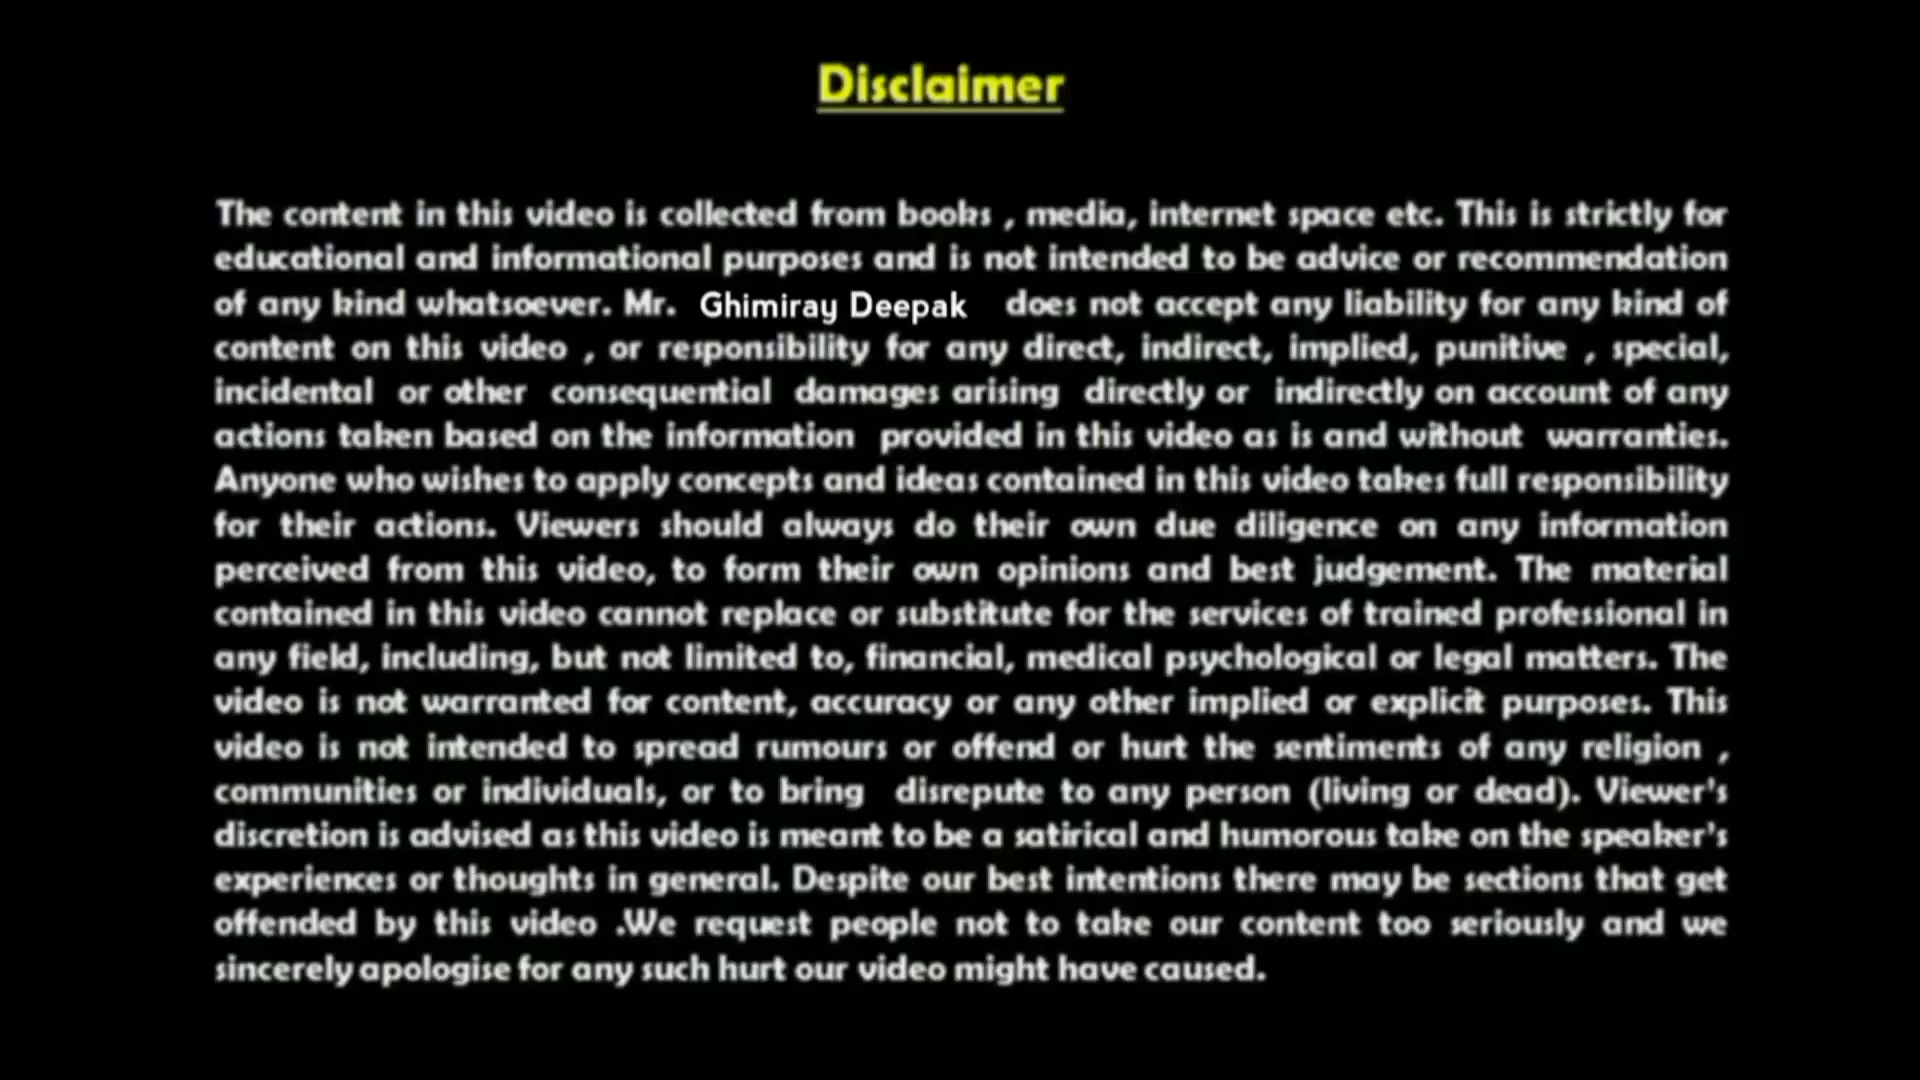 Disclaimer
The content in this video is collected from books , media, internet space etc. This is strictly for
educational and informational purposes and is not intended to be advice or recommendation
of any kind whatsoever. Mr. Ghimiray Deepak does not accept any liability for any kind of
content on this video , or responsibility for any direct, indirect, implied, punitive , special,
incidental or other consequential damages arising directly or indirectly on account of any
actions taken based on the information provided in this video as is and without warranties.
Anyone who wishes to apply concepts and ideas contained in this video takes full responsibility
for their actions. Viewers should always do their own due diligence on any information
perceived from this video, to form their own opinions and best judgement. The material
contained in this video cannot replace or substitute for the services of trained professional in
any field, including, but not limited to, financial, medical psychological or legal matters. The
video is not warranted for content, accuracy or any other implied or explicit purposes. This
video is not intended to spread rumours or offend or hurt the sentiments of any religion ,
communities or individuals, or to bring disrepute to any person (living or dead). Viewer's
discretion is advised as this video is meant to be a satirical and humorous take on the speaker's
experiences or thoughts in general. Despite our best intentions there may be sections that get
offended by this video .We request people not to take our content too seriously and we
sincerely apologise for any such hurt our video might have caused.